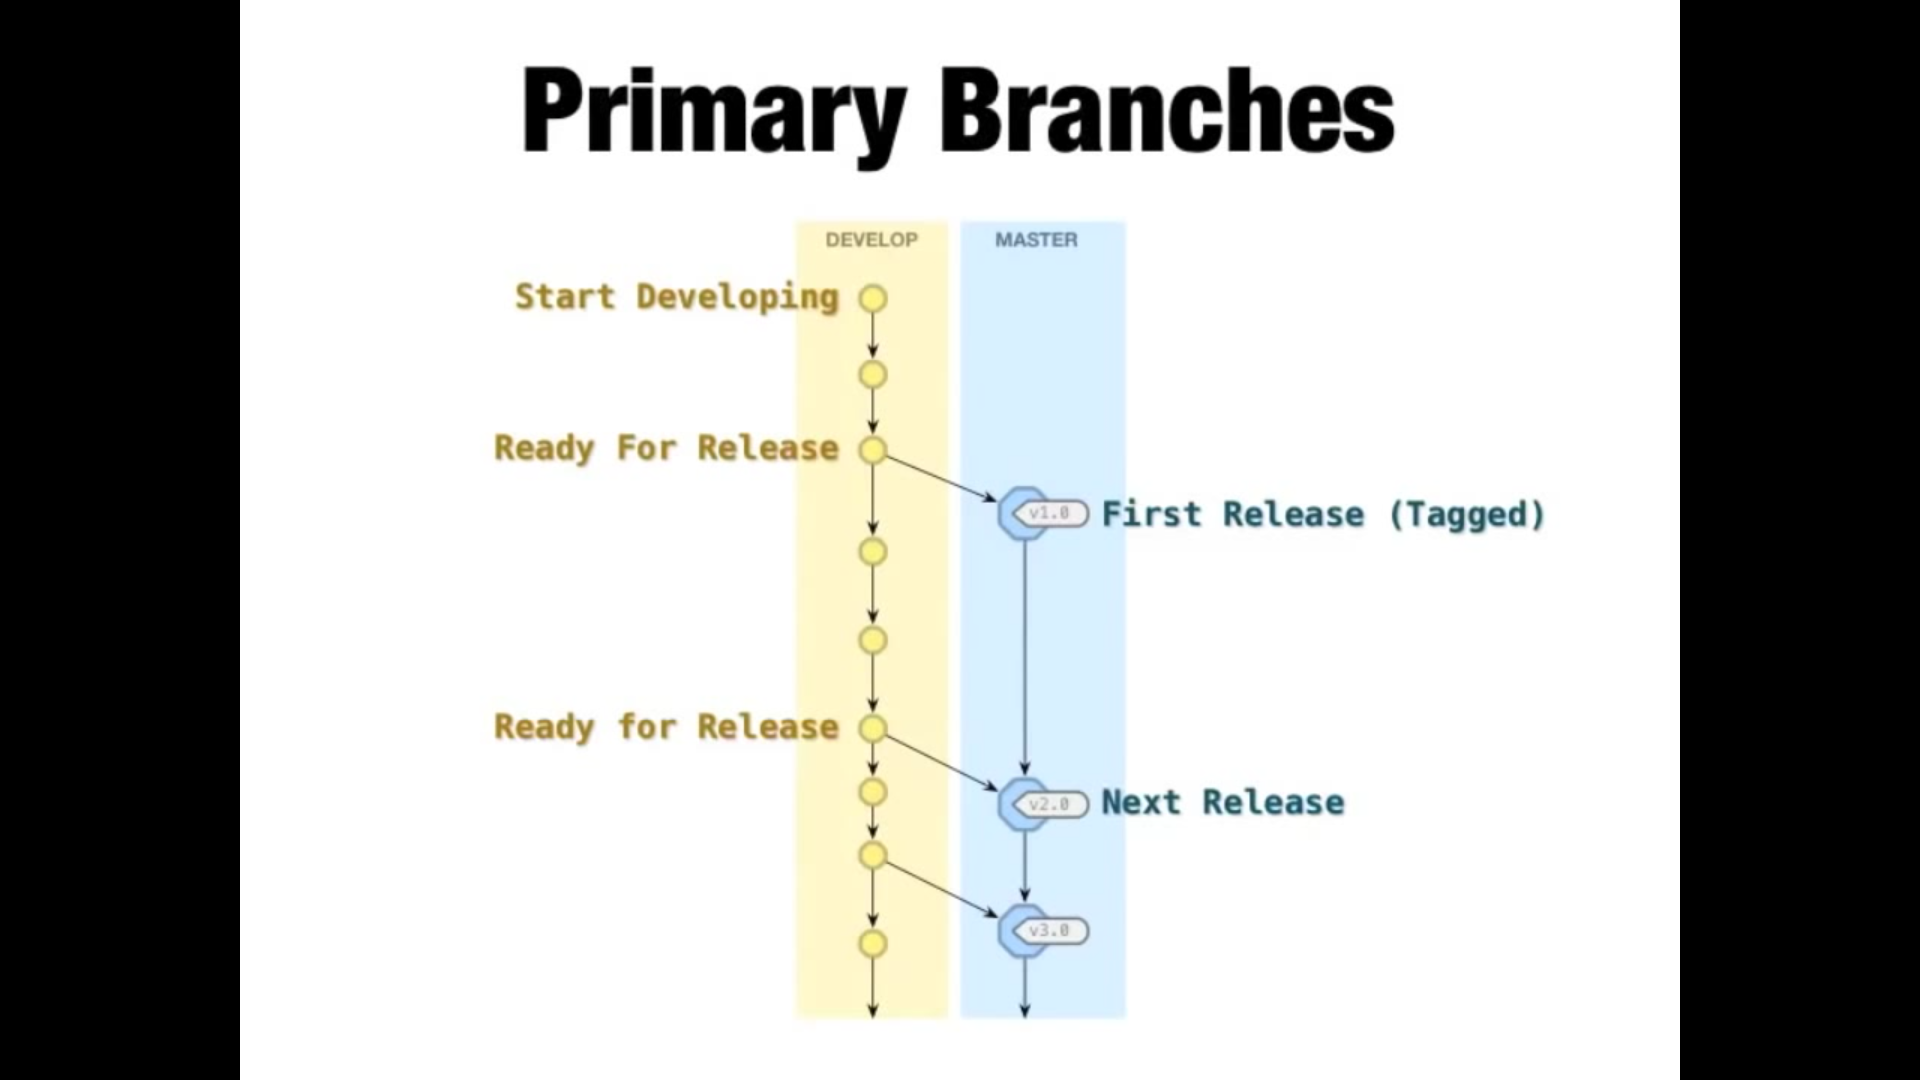 Primary Branches
DEVELOP
MASTER
Start Developing
Ready For Release
v1.0
First Release (Tagged)
Ready for Release
v2.0
Next Release
v3.0